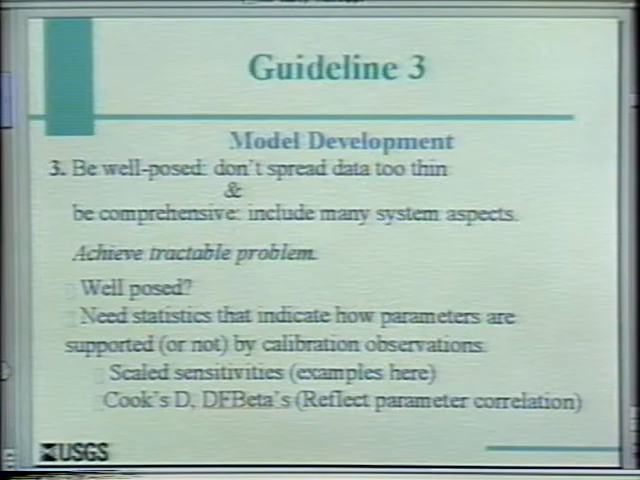 Guideline 3
Model Development
3. Be well-posed: don't spread data too thin
&
be comprehensive: include many system aspects.
Achieve tractable problem.
Well posed?
Need statistics that indicate how parameters are
supported (or not) by calibration observations.
Scaled sensitivities (examples here)
Cook's D, DFBeta's (Reflect parameter correlation)
USGS